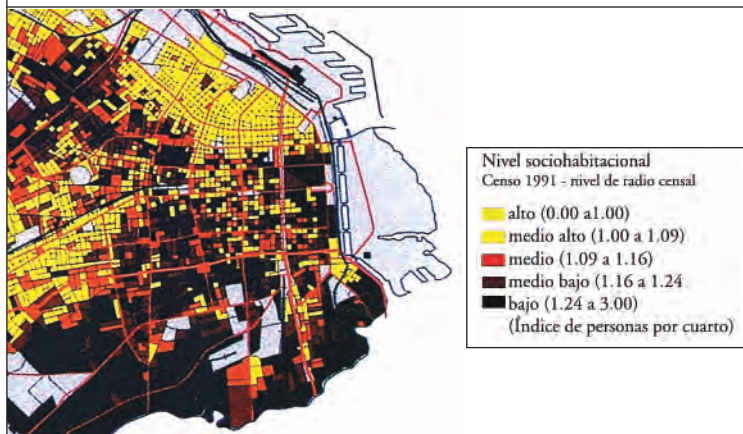 Nivel sociohabitacional
Censo 1991 - nivel de radio censal
alto (0.00 a1.00)
medio alto (1.00 a 1.09)
medio (1.09 a 1.16)
medio bajo (1.16 a 1.24
bajo (1.24 a 3.00)
(Índice de personas por cuarto)